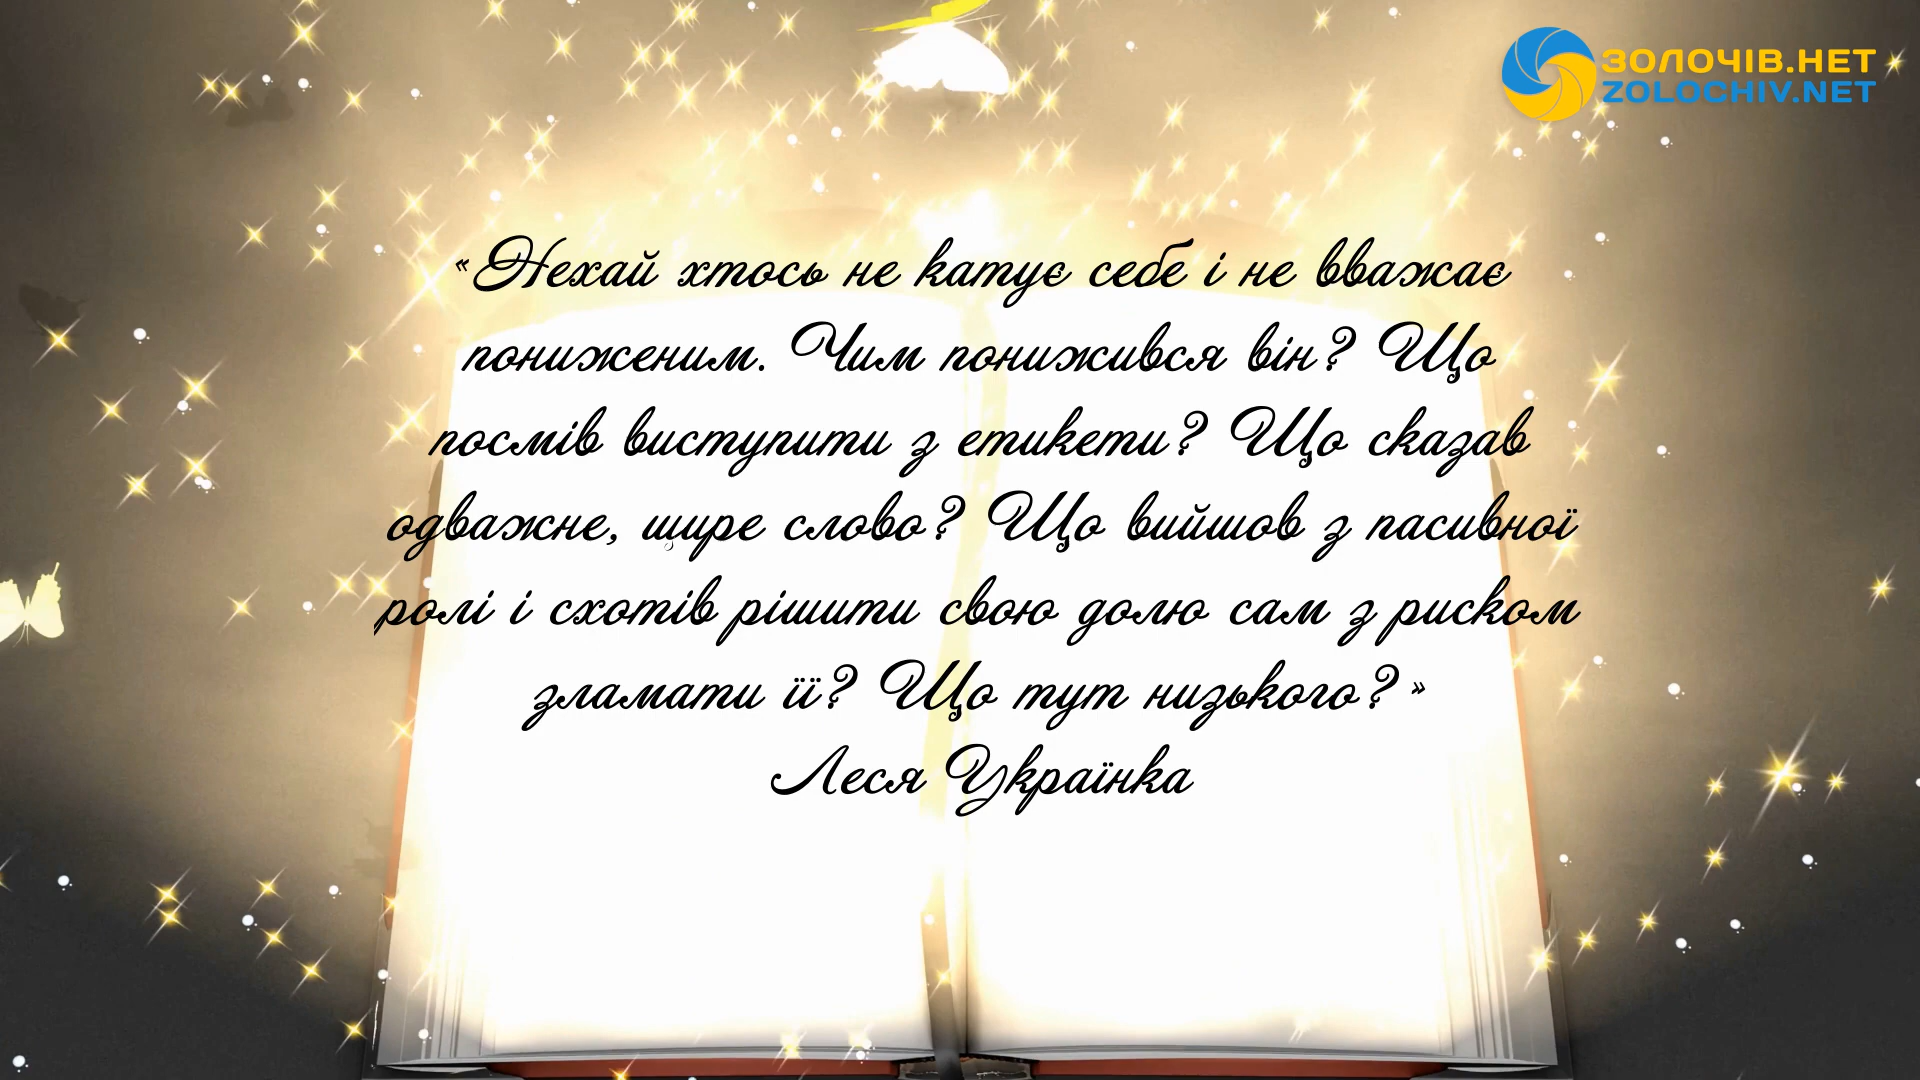 ЗОЛОЧІВ.НЕТ
ZOLOCHIV.NET
«Нехай хтось не катує себе і не вважає
пониженим. Чим понижився він? Що
посмів виступити з етикети? Що сказав
одважне, щире слово? Що вийшов з пасивної
ролі і схотів рішити свою долю сам з риском
зламати її? Що тут низького?»
Леся Українка